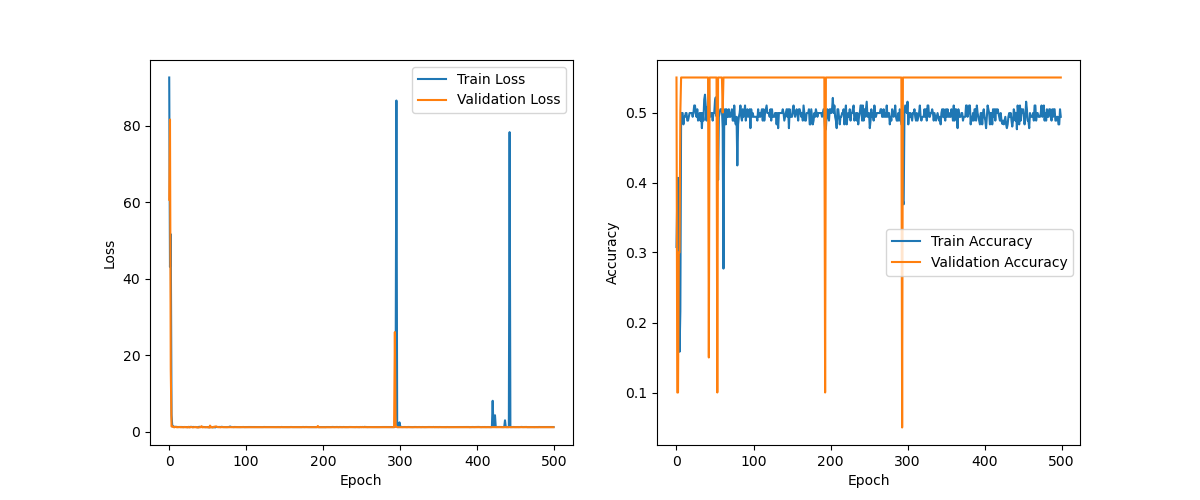 Train Loss
Validation Loss
80
60
40
20
0
0 100 200 300 400 500
Epoch
Loss
Train Accuracy
Validation Accuracy
0.5
0.4
0.3
0.2
0.1
0 100 200 300 400 500
Epoch
Accuracy